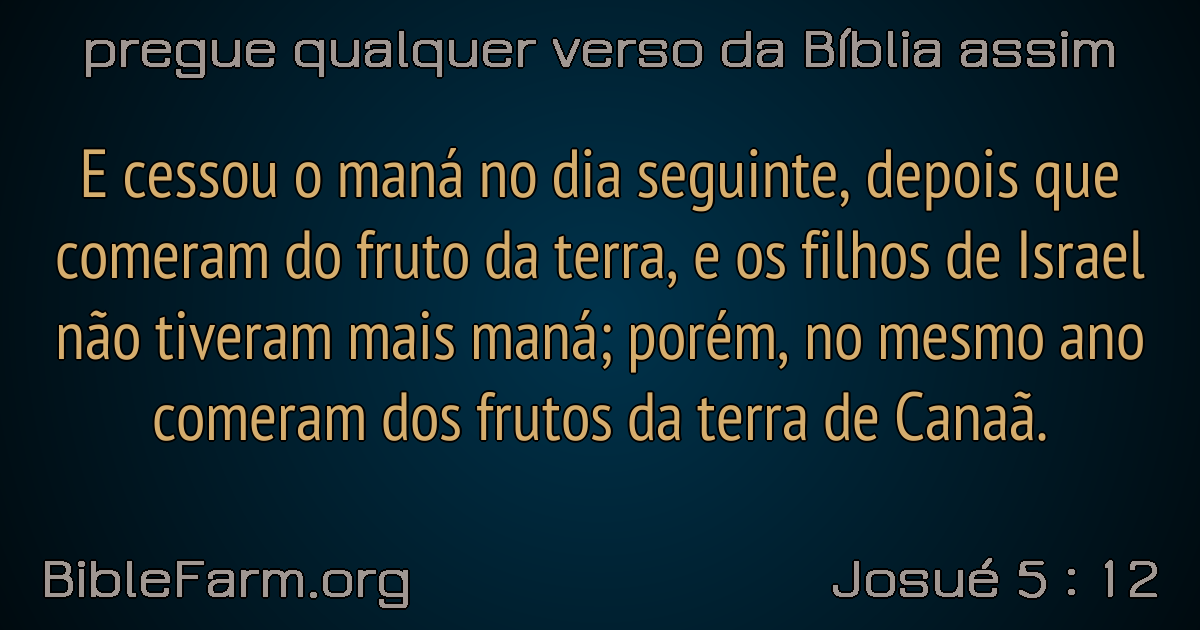 pregue qualquer verso da Bíblia assim
E cessou o maná no dia seguinte, depois que
comeram do fruto da terra, e os filhos de Israel
não tiveram mais maná; porém, no mesmo ano
comeram dos frutos da terra de Canaã.
BibleFarm.org
Josué 5 : 12